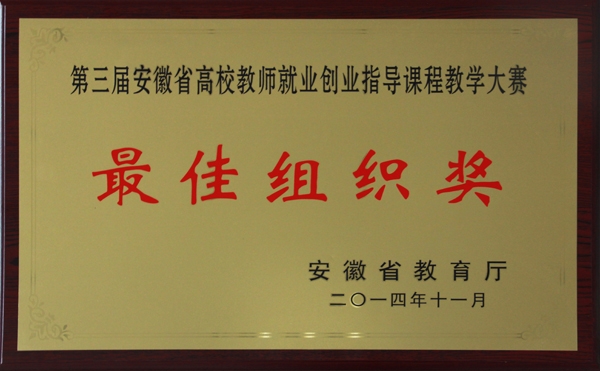 第三届安徽省高校教师就业创业指导课程教学大赛
最佳组织奖
安徽省教育厅
二〇一四年十一月